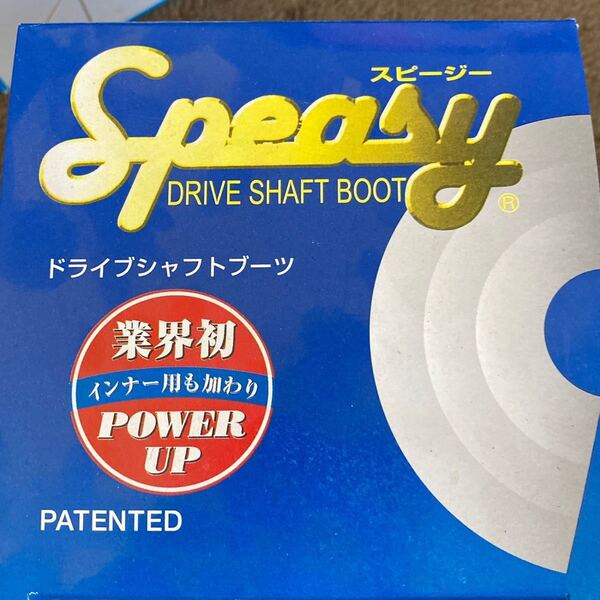 スピージー
Speasy
DRIVE SHAFT BOOT
®
ドライブシャフトブーツ
業界初
インナー用も加わり
POWER
UP
PATENTED